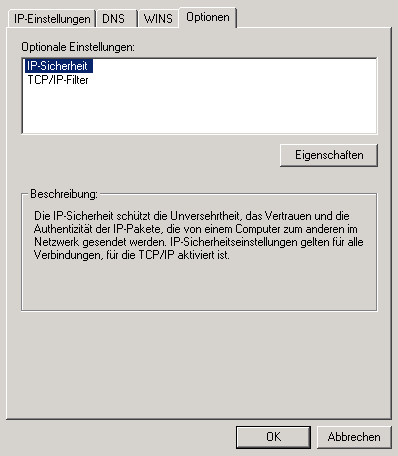 IP-Einstellungen DNS WINS Optionen
Optionale Einstellungen:
IP-Sicherheit
TCP/IP-Filter
Eigenschaften
Beschreibung:
Die IP-Sicherheit schützt die Unversehrtheit, das Vertrauen und die
Authentizität der IP-Pakete, die von einem Computer zum anderen im
Netzwerk gesendet werden. IP-Sicherheitseinstellungen gelten für alle
Verbindungen, für die TCP/IP aktiviert ist.
OK Abbrechen